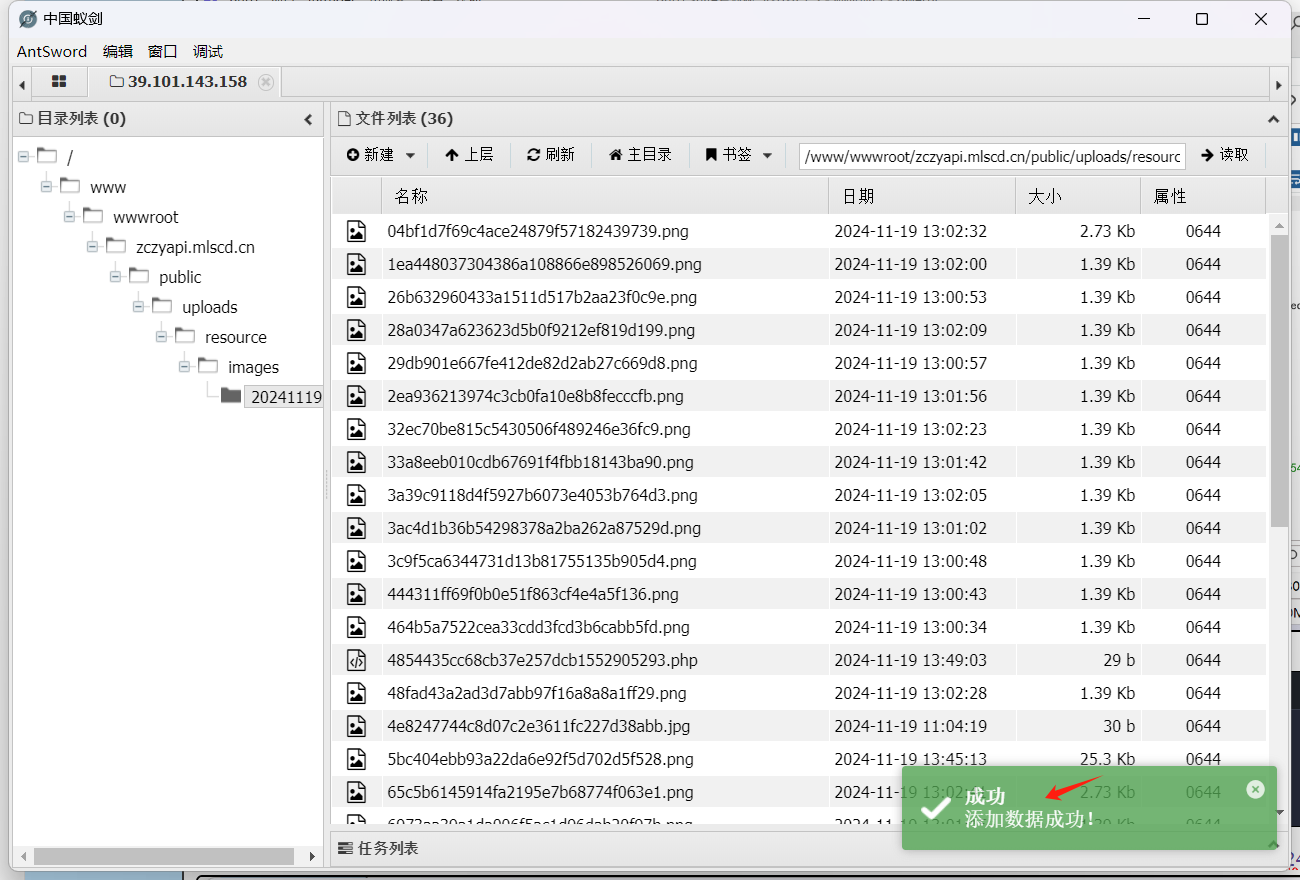 中国蚁剑
AntSword 编辑 窗口 调试
39.101.143.158
目录列表 (0)
/
www
wwwroot
zczyapi.mlscd.cn
public
uploads
resource
images
20241119
文件列表 (36)
新建 上层 刷新 主目录 书签 /www/wwwroot/zczyapi.mlscd.cn/public/uploads/resourc 读取
名称 日期 大小 属性
04bf1d7f69c4ace24879f57182439739.png 2024-11-19 13:02:32 2.73 Kb 0644
1ea448037304386a108866e898526069.png 2024-11-19 13:02:00 1.39 Kb 0644
26b632960433a1511d517b2aa23f0c9e.png 2024-11-19 13:00:53 1.39 Kb 0644
28a0347a623623d5b0f9212ef819d199.png 2024-11-19 13:02:09 1.39 Kb 0644
29db901e667fe412de82d2ab27c669d8.png 2024-11-19 13:00:57 1.39 Kb 0644
2ea936213974c3cb0fa10e8b8fecccfb.png 2024-11-19 13:01:56 1.39 Kb 0644
32ec70be815c5430506f489246e36fc9.png 2024-11-19 13:02:23 1.39 Kb 0644
33a8eeb010cdb67691f4fbb18143ba90.png 2024-11-19 13:01:42 1.39 Kb 0644
3a39c9118d4f5927b6073e4053b764d3.png 2024-11-19 13:02:05 1.39 Kb 0644
3ac4d1b36b54298378a2ba262a87529d.png 2024-11-19 13:01:02 1.39 Kb 0644
3c9f5ca6344731d13b81755135b905d4.png 2024-11-19 13:00:48 1.39 Kb 0644
444311ff69f0b0e51f863cf4e4a5f136.png 2024-11-19 13:00:43 1.39 Kb 0644
464b5a7522cea33cdd3fcd3b6cabb5fd.png 2024-11-19 13:00:34 1.39 Kb 0644
4854435cc68cb37e257dcb1552905293.php 2024-11-19 13:49:03 29 b 0644
48fad43a2ad3d7abb97f16a8a8a1ff29.png 2024-11-19 13:02:28 1.39 Kb 0644
4e8247744c8d07c2e3611fc227d38abb.jpg 2024-11-19 11:04:19 30 b 0644
5bc404ebb93a22da6e92f5d702d5f528.png 2024-11-19 13:45:13 25.3 Kb 0644
65c5b6145914fa2195e7b68774f063e1.png 2.73 Kb 0644
成功
添加数据成功！
任务列表